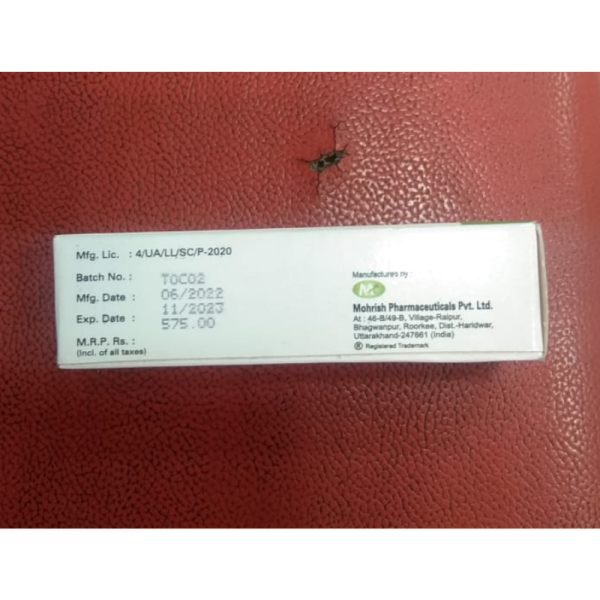 Mfg. Lic. : 4/UA/LL/SC/P-2020
Batch No. : TOC02
Mfg. Date : 06/2022
Exp. Date : 11/2023
M.R.P. Rs. : 575.00
(Incl. of all taxes)
Manufactures by :
M
Mohrish Pharmaceuticals Pvt. Ltd.
At : 46-B/49-B, Village-Raipur,
Bhagwanpur, Roorkee, Dist.-Haridwar,
Uttarakhand-247661 (India)
® Registered Trademark